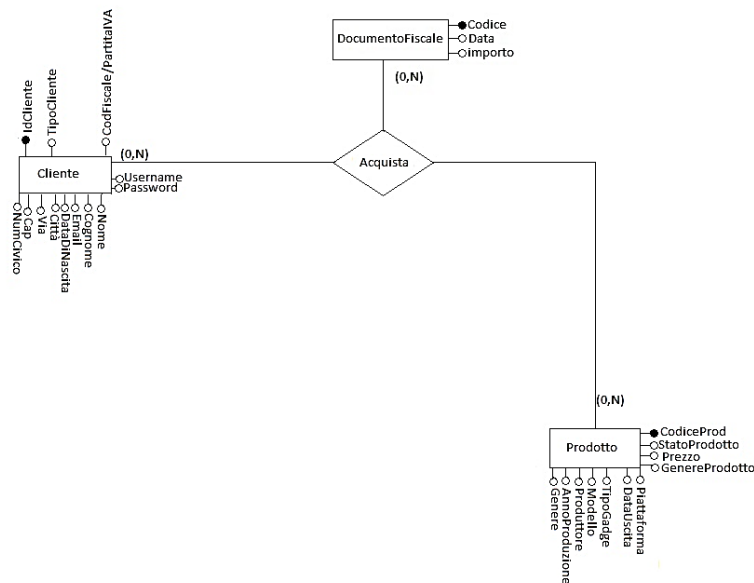 DocumentoFiscale
Codice
Data
importo
(0,N)
IdCliente
TipoCliente
CodFiscale/PartitaIVA
(0,N)
Acquista
Cliente
Username
Password
NumCivico
Cap
Via
Città
DataDiNascita
Email
Cognome
Nome
(0,N)
Prodotto
CodiceProd
StatoProdotto
Prezzo
GenereProdotto
Genere
AnnoProduzione
Produttore
Modello
TipoGadge
DataUscita
Piattaforma